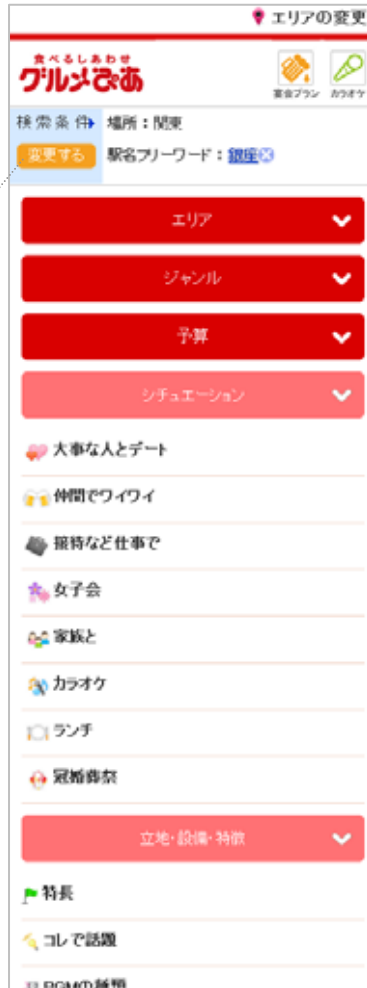 エリアの変更
食べるしあわせ
グルメぴあ
宴会プラン カラオケ
検索条件 場所：関東
変更する 駅名フリーワード：銀座
エリア
ジャンル
予算
シチュエーション
大事な人とデート
仲間でワイワイ
接待など仕事で
女子会
家族と
カラオケ
ランチ
冠婚葬祭
立地・設備・特徴
特長
コレで話題
BGMの種類